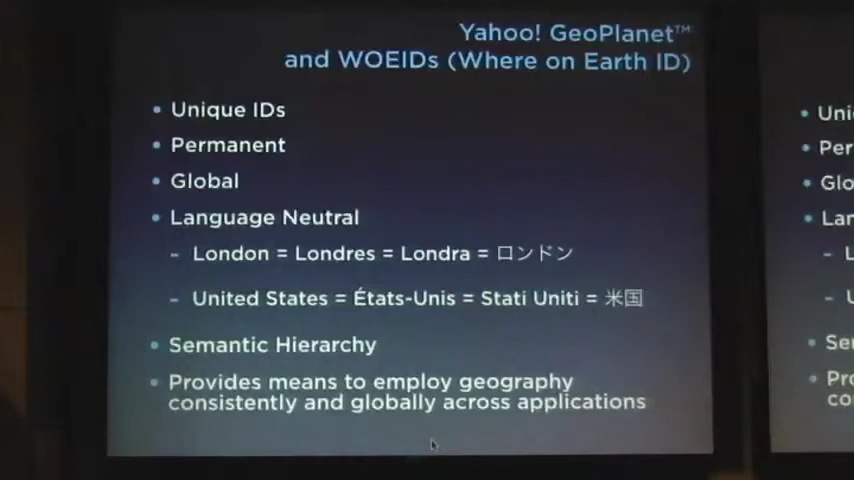 Yahoo! GeoPlanet™
and WOEIDs (Where on Earth ID)
• Unique IDs
• Permanent
• Global
• Language Neutral
- London = Londres = Londra = ロンドン
- United States = États-Unis = Stati Uniti = 米国
• Semantic Hierarchy
• Provides means to employ geography
consistently and globally across applications